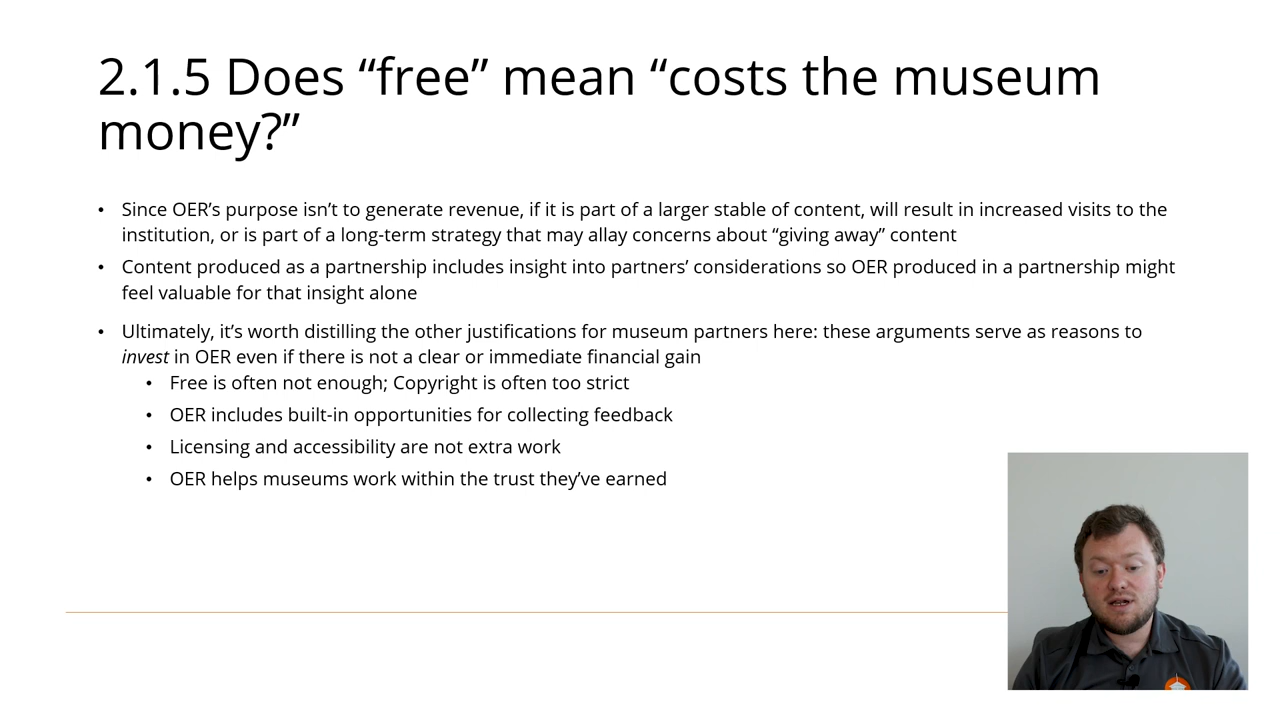 2.1.5 Does “free” mean “costs the museum
money?”
• Since OER’s purpose isn’t to generate revenue, if it is part of a larger stable of content, will result in increased visits to the
institution, or is part of a long-term strategy that may allay concerns about “giving away” content
• Content produced as a partnership includes insight into partners’ considerations so OER produced in a partnership might
feel valuable for that insight alone
• Ultimately, it’s worth distilling the other justifications for museum partners here: these arguments serve as reasons to
invest in OER even if there is not a clear or immediate financial gain
• Free is often not enough; Copyright is often too strict
• OER includes built-in opportunities for collecting feedback
• Licensing and accessibility are not extra work
• OER helps museums work within the trust they’ve earned